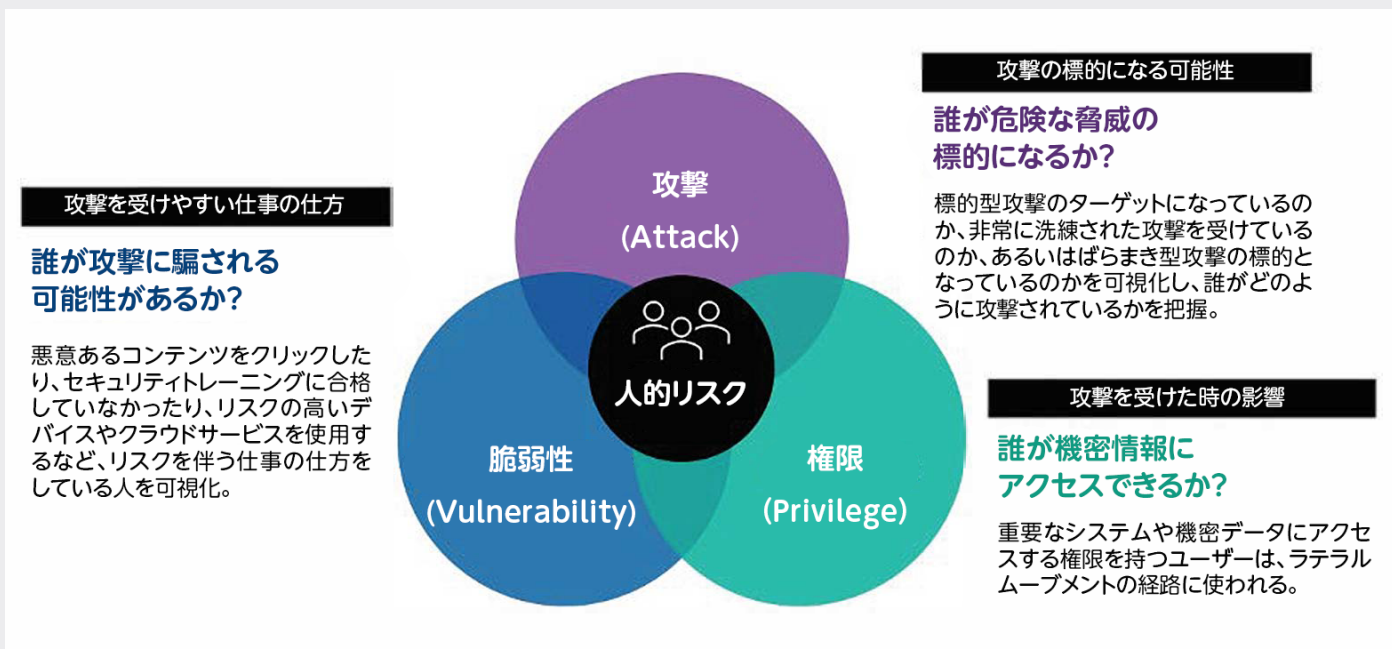 攻撃の標的になる可能性
誰が危険な脅威の
標的になるか?
標的型攻撃のターゲットになっているの
か、非常に洗練された攻撃を受けている
のか、あるいはばらまき型攻撃の標的と
なっているのかを可視化し、誰がどのよ
うに攻撃されているかを把握。
攻撃を受けやすい仕事の仕方
誰が攻撃に騙される
可能性があるか?
悪意あるコンテンツをクリックした
り、セキュリティトレーニングに合格
していなかったり、リスクの高いデ
バイスやクラウドサービスを使用す
るなど、リスクを伴う仕事の仕方を
している人を可視化。
攻撃
(Attack)
人的リスク
脆弱性
(Vulnerability)
権限
(Privilege)
攻撃を受けた時の影響
誰が機密情報に
アクセスできるか?
重要なシステムや機密データにアクセ
スする権限を持つユーザーは、ラテラル
ムーブメントの経路に使われる。